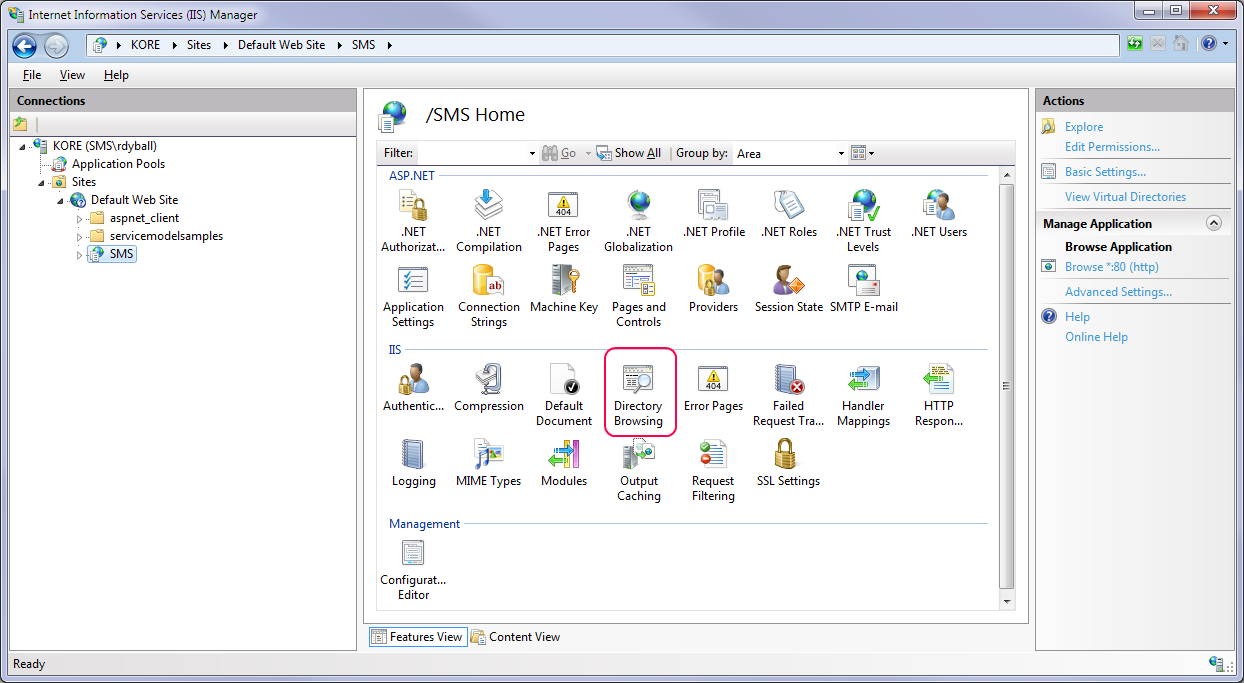 Internet Information Services (IIS) Manager
KORE
Sites
Default Web Site
SMS
File View Help
Connections
KORE (SMS\rdyball)
Application Pools
Sites
Default Web Site
aspnet_client
servicemodelsamples
SMS
/SMS Home
Filter: Go Show All Group by: Area
ASP.NET
.NET Authorizat...
.NET Compilation
.NET Error Pages
.NET Globalization
.NET Profile
.NET Roles
.NET Trust Levels
.NET Users
Application Settings
Connection Strings
Machine Key
Pages and Controls
Providers
Session State
SMTP E-mail
IIS
Authentic...
Compression
Default Document
Directory Browsing
Error Pages
Failed Request Tra...
Handler Mappings
HTTP Respon...
Logging
MIME Types
Modules
Output Caching
Request Filtering
SSL Settings
Management
Configurat... Editor
Features View Content View
Actions
Explore
Edit Permissions...
Basic Settings...
View Virtual Directories
Manage Application
Browse Application
Browse *:80 (http)
Advanced Settings...
Help
Online Help
Ready